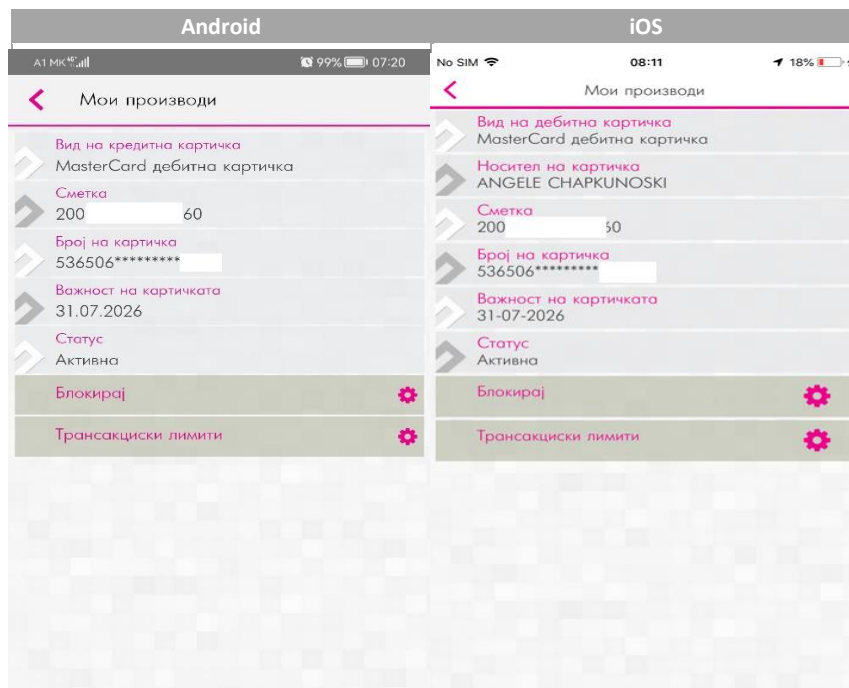 Android
A1 MK 99% 07:20
Мои производи
Вид на кредитна картичка
MasterCard дебитна картичка
Сметка
200 60
Број на картичка
536506*********
Важност на картичката
31.07.2026
Статус
Активна
Блокирај
Трансакциски лимити
iOS
No SIM 08:11 18%
Мои производи
Вид на дебитна картичка
MasterCard дебитна картичка
Носител на картичка
ANGELE CHAPKUNOSKI
Сметка
200 60
Број на картичка
536506*********
Важност на картичката
31-07-2026
Статус
Активна
Блокирај
Трансакциски лимити